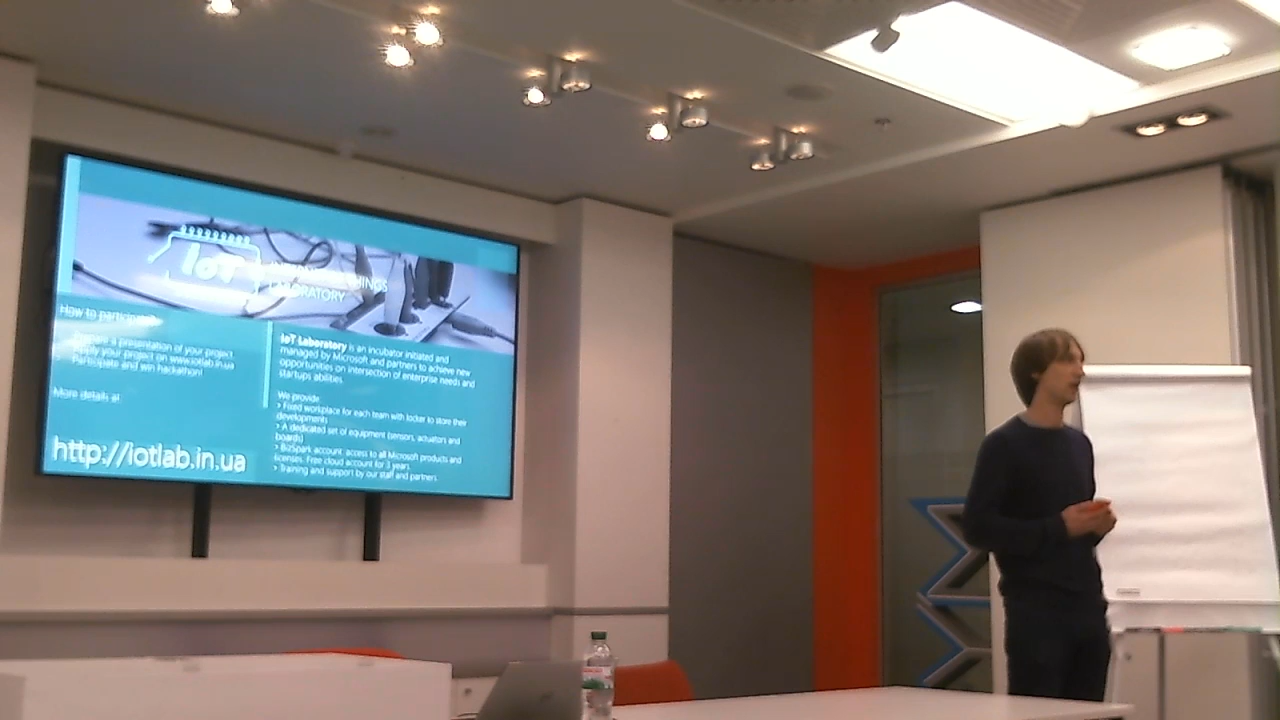 IoT
INTERNET OF THINGS
LABORATORY
How to participate?
Prepare a presentation of your project
Apply your project on www.iotlab.in.ua
Participate and win hackathon!
More details at:
http://iotlab.in.ua
IoT Laboratory is an incubator initiated and
managed by Microsoft and partners to achieve new
opportunities on intersection of enterprise needs and
startups abilities.
We provide
> Fixed workplace for each team with locker to store their
developments
> A dedicated set of equipment (sensors, actuators and
boards)
> BizSpark account: access to all Microsoft products and
licenses. Free cloud account for 3 years.
> Training and support by our staff and partners.